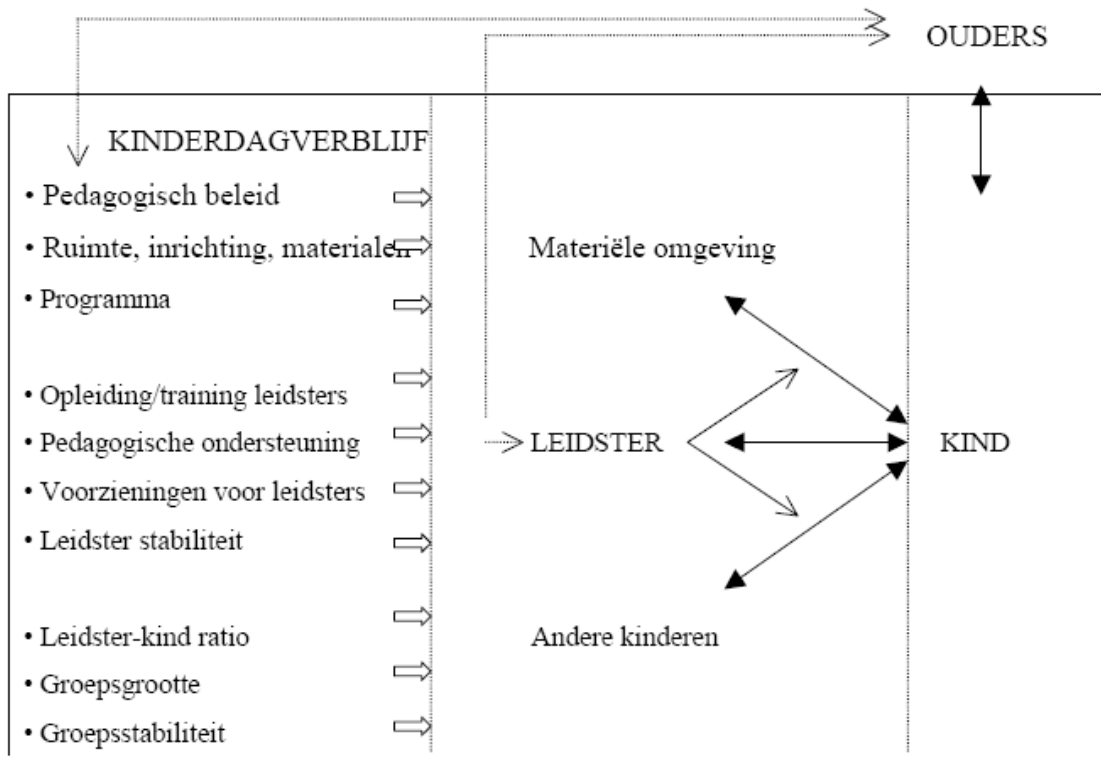 OUDERS
KINDERDAGVERBLIJF
• Pedagogisch beleid
• Ruimte, inrichting, materialen
• Programma
• Opleiding/training leidsters
• Pedagogische ondersteuning
• Voorzieningen voor leidsters
• Leidster stabiliteit
• Leidster-kind ratio
• Groepsgrootte
• Groepsstabiliteit
Materiële omgeving
LEIDSTER
Andere kinderen
KIND